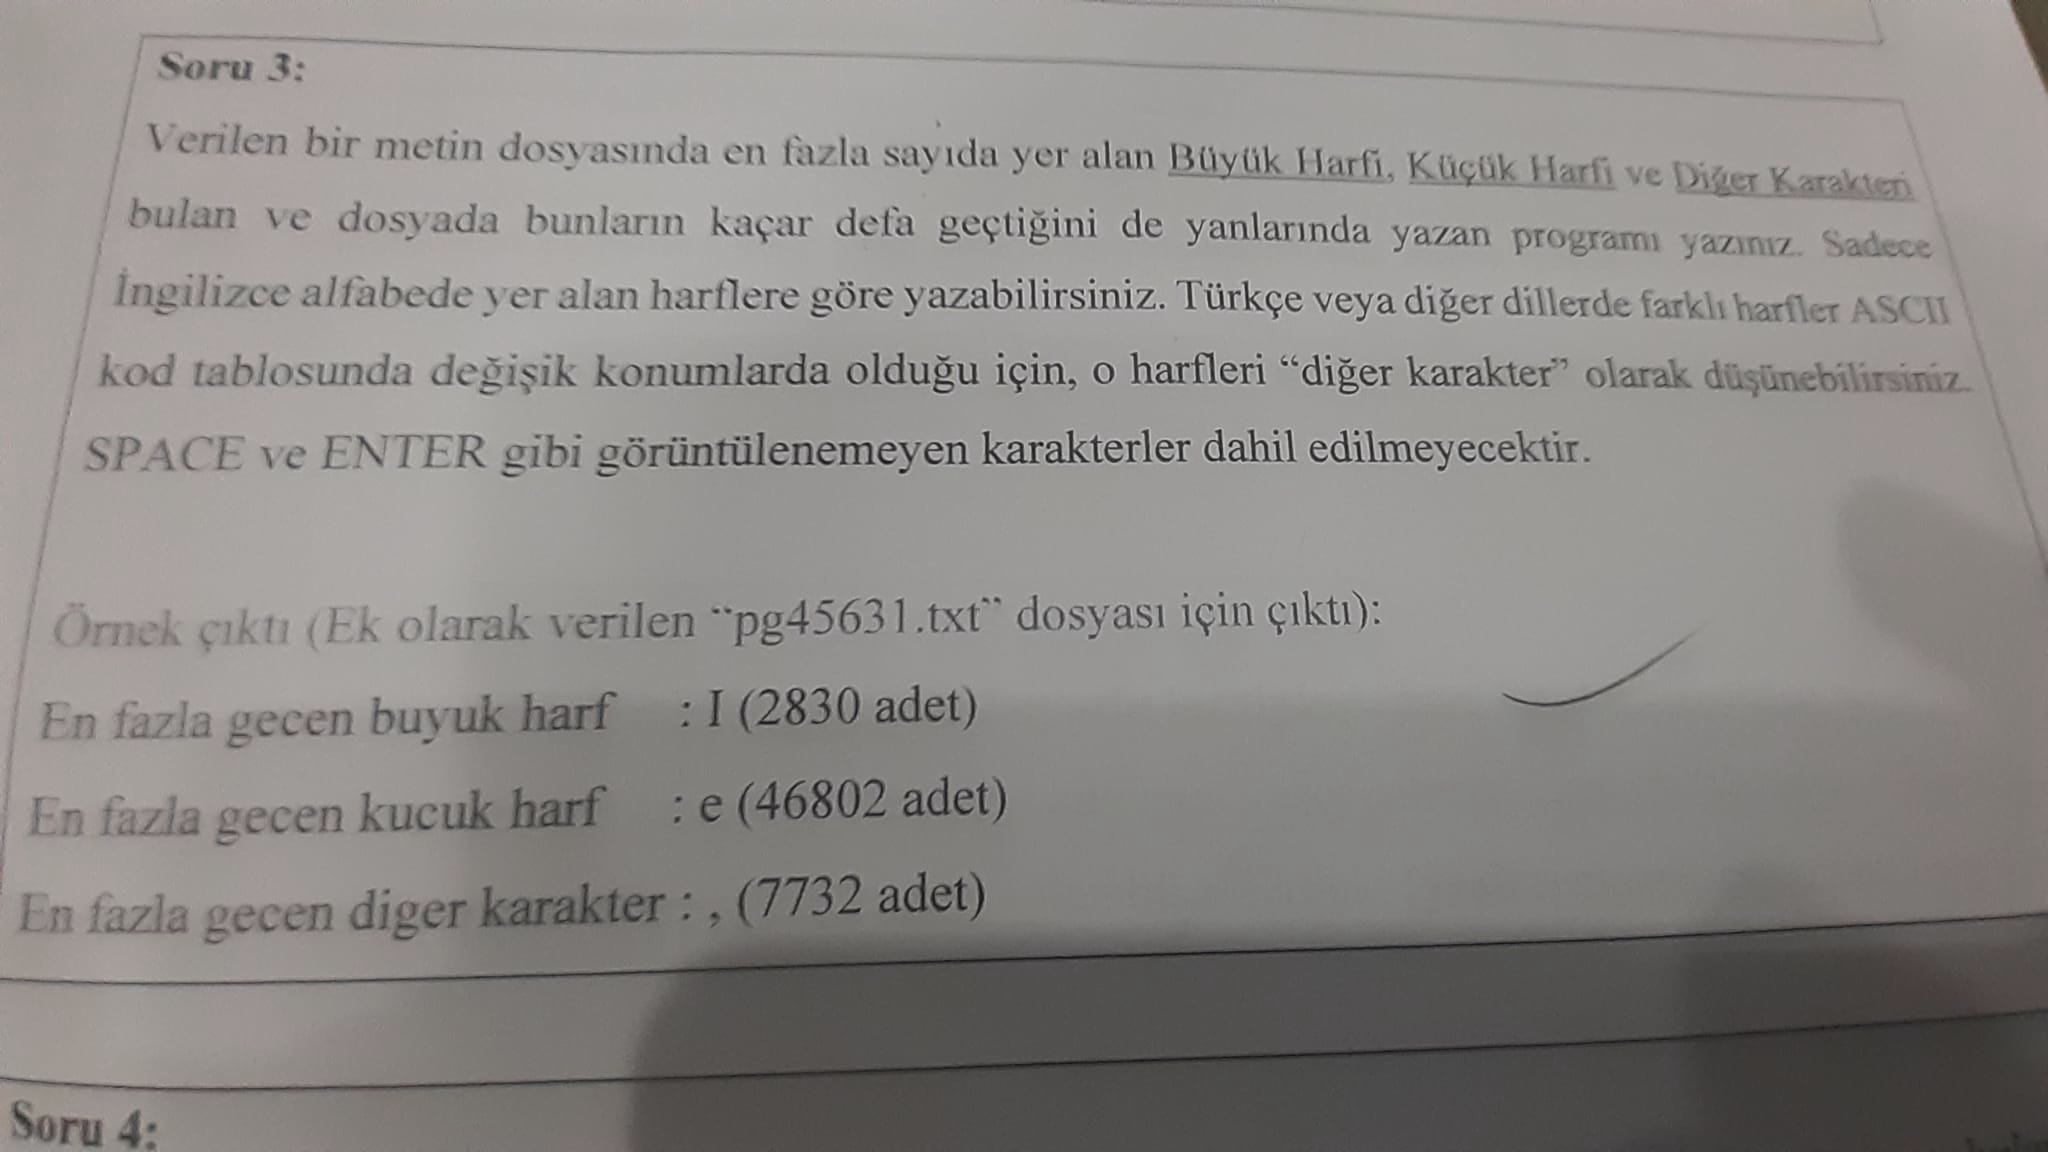 Soru 3:
Verilen bir metin dosyasında en fazla sayıda yer alan Büyük Harfi, Küçük Harfi ve Diğer Karakteri
bulan ve dosyada bunların kaçar defa geçtiğini de yanlarında yazan programı yazınız. Sadece
İngilizce alfabede yer alan harflere göre yazabilirsiniz. Türkçe veya diğer dillerde farklı harfler ASCII
kod tablosunda değişik konumlarda olduğu için, o harfleri “diğer karakter” olarak düşünebilirsiniz.
SPACE ve ENTER gibi görüntülenemeyen karakterler dahil edilmeyecektir.
Örnek çıktı (Ek olarak verilen “pg45631.txt” dosyası için çıktı):
En fazla gecen buyuk harf : I (2830 adet)
En fazla gecen kucuk harf : e (46802 adet)
En fazla gecen diger karakter : , (7732 adet)
Soru 4: